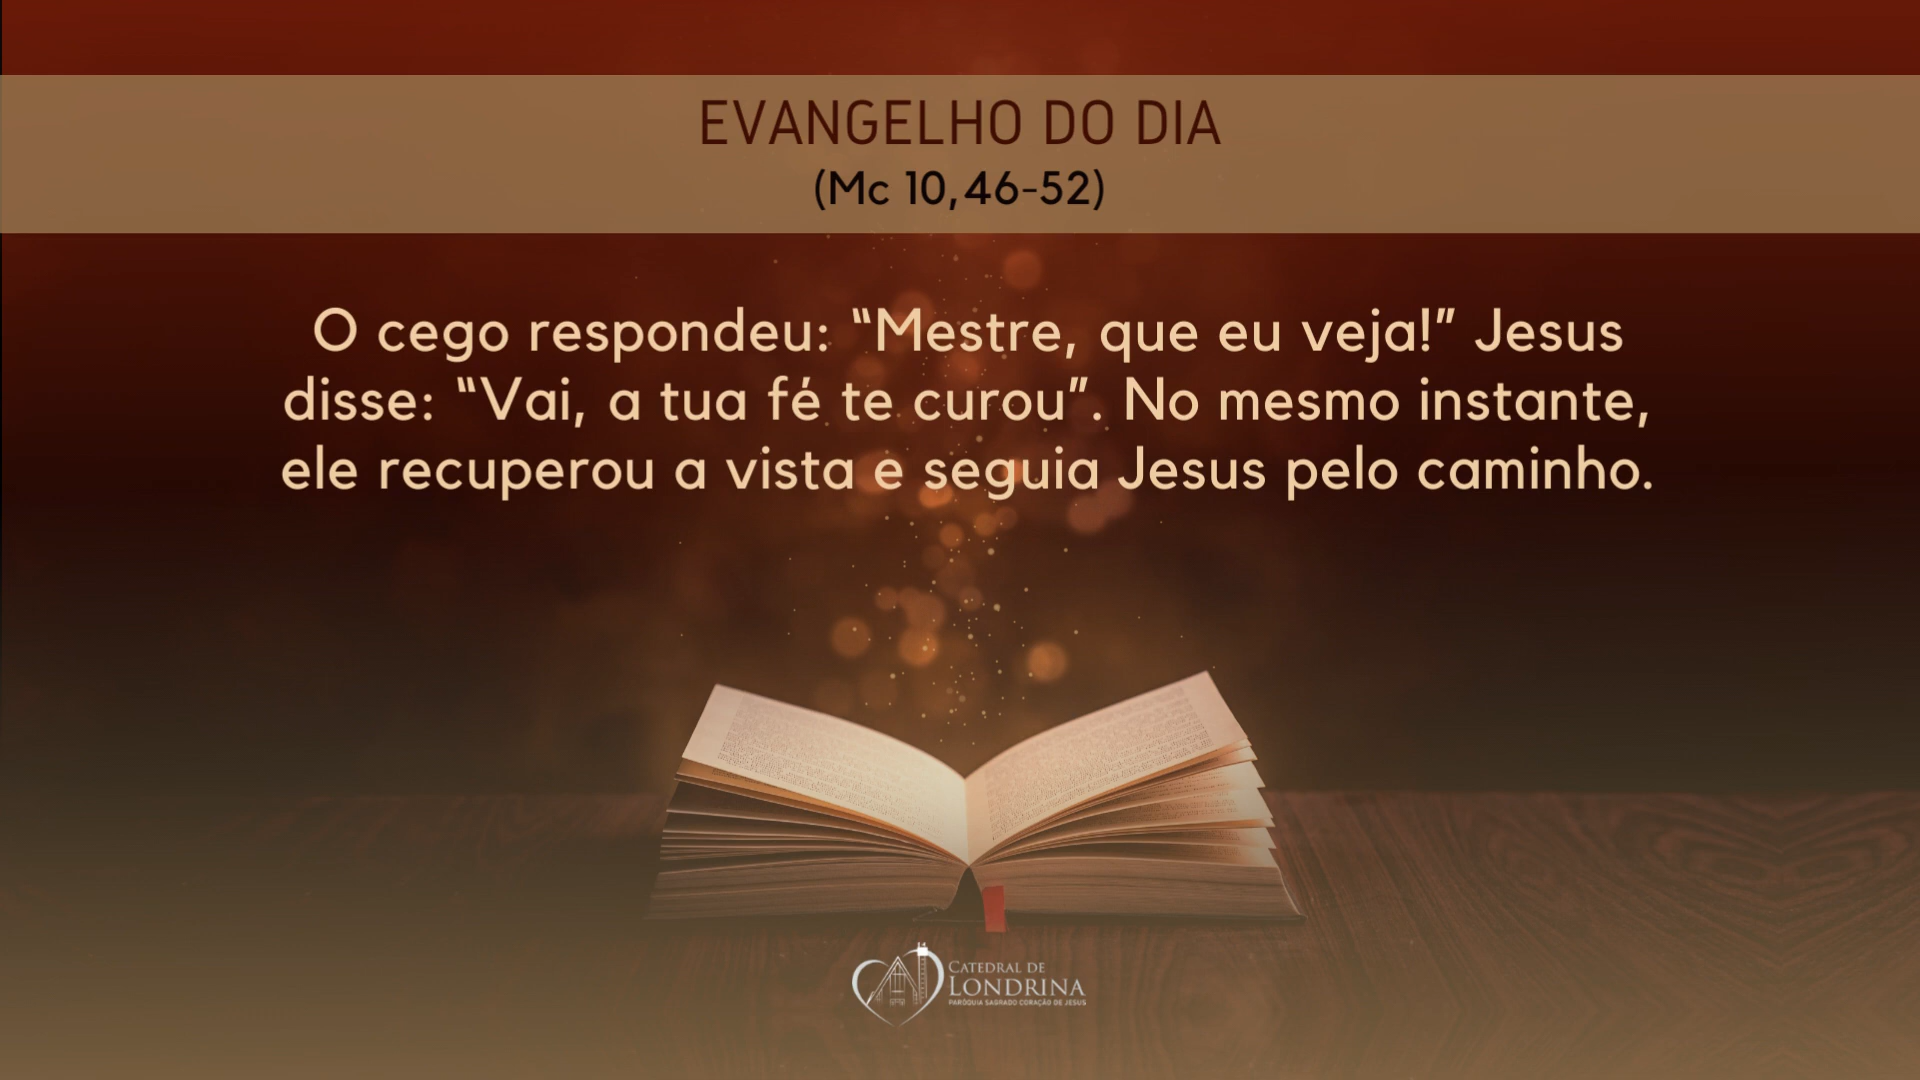 EVANGELHO DO DIA
(Mc 10,46-52)
O cego respondeu: “Mestre, que eu veja!” Jesus
disse: “Vai, a tua fé te curou”. No mesmo instante,
ele recuperou a vista e seguia Jesus pelo caminho.
CATEDRAL DE
LONDRINA
PARÓQUIA SAGRADO CORAÇÃO DE JESUS